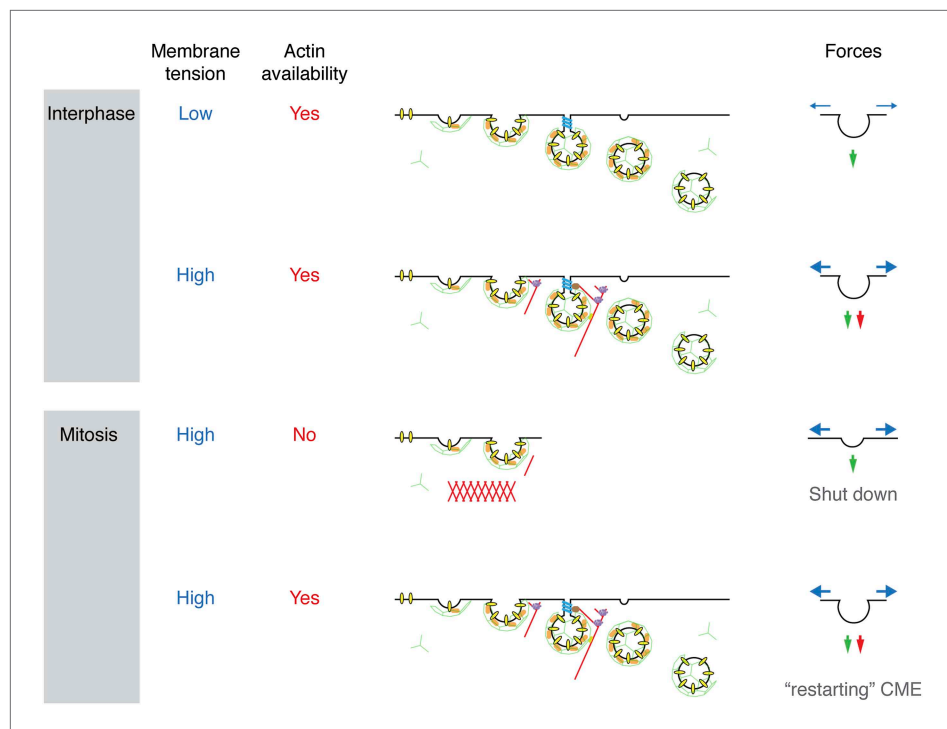 Membrane tension
Actin availability
Forces
Interphase
Low
Yes
High
Yes
Mitosis
High
No
Shut down
High
Yes
“restarting” CME